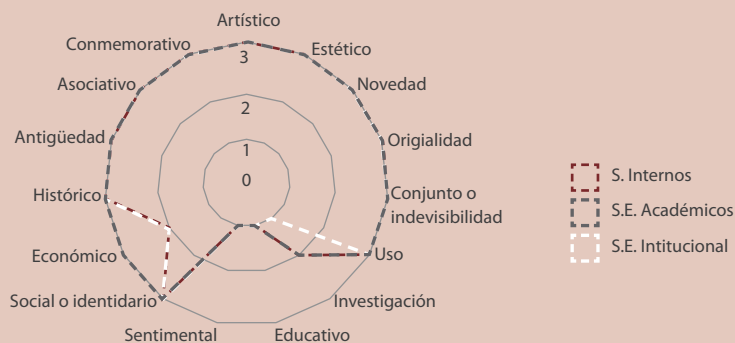 Artístico
Estético
Novedad
Origialidad
Conjunto o
indevisibilidad
Uso
Investigación
Educativo
Sentimental
Social o identidario
Económico
Histórico
Antigüedad
Asociativo
Conmemorativo
3
2
1
0
S. Internos
S.E. Académicos
S.E. Intitucional